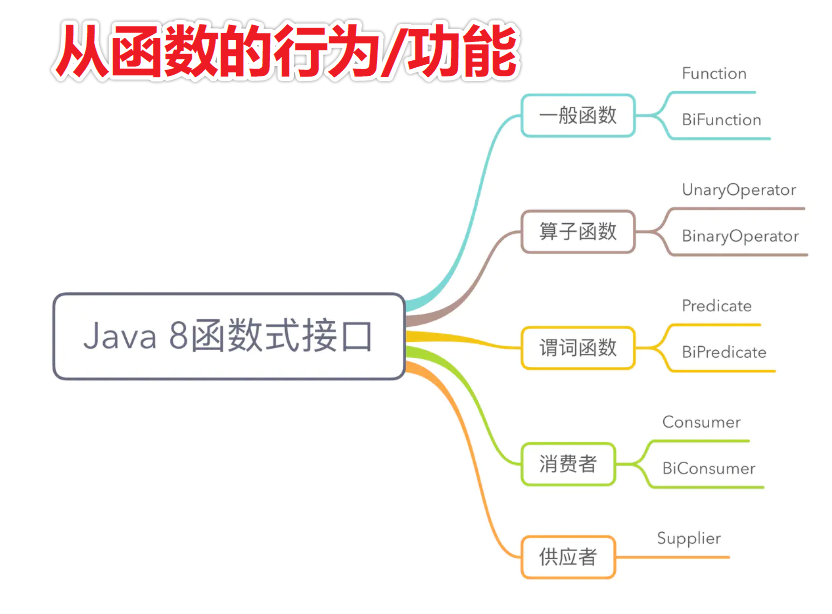 从函数的行为/功能
Java 8函数式接口
一般函数
Function
BiFunction
算子函数
UnaryOperator
BinaryOperator
谓词函数
Predicate
BiPredicate
消费者
Consumer
BiConsumer
供应者
Supplier